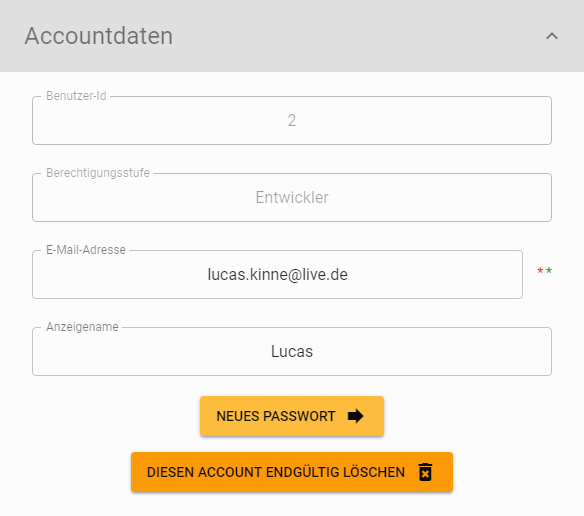 Accountdaten
Benutzer-Id
2
Berechtigungsstufe
Entwickler
E-Mail-Adresse
lucas.kinne@live.de **
Anzeigename
Lucas
NEUES PASSWORT
DIESEN ACCOUNT ENDGÜLTIG LÖSCHEN